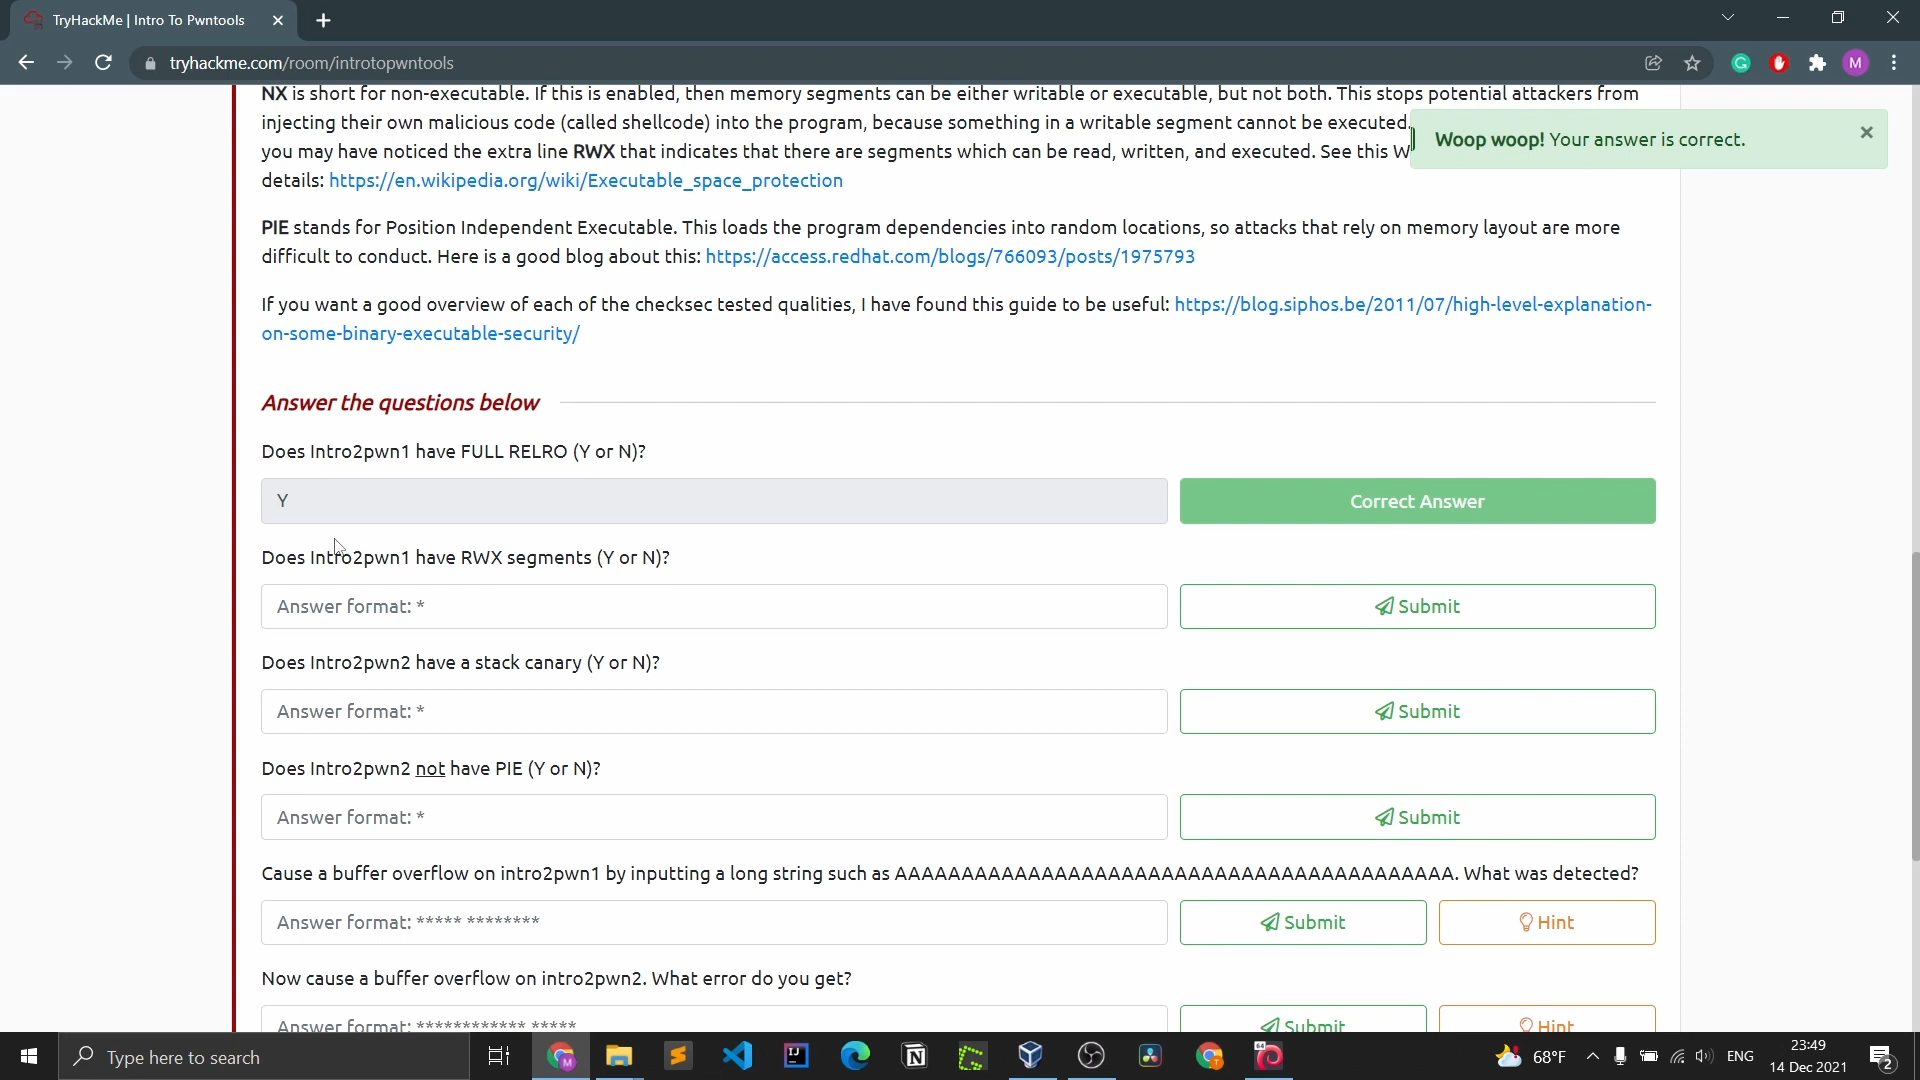 TryHackMe | Intro To Pwntools
tryhackme.com/room/introtopwntools
NX is short for non-executable. If this is enabled, then memory segments can be either writable or executable, but not both. This stops potential attackers from
injecting their own malicious code (called shellcode) into the program, because something in a writable segment cannot be executed.
you may have noticed the extra line RWX that indicates that there are segments which can be read, written, and executed. See this W
details: https://en.wikipedia.org/wiki/Executable_space_protection
Woop woop! Your answer is correct.
PIE stands for Position Independent Executable. This loads the program dependencies into random locations, so attacks that rely on memory layout are more
difficult to conduct. Here is a good blog about this: https://access.redhat.com/blogs/766093/posts/1975793
If you want a good overview of each of the checksec tested qualities, I have found this guide to be useful: https://blog.siphos.be/2011/07/high-level-explanation-
on-some-binary-executable-security/
Answer the questions below
Does Intro2pwn1 have FULL RELRO (Y or N)?
Y
Correct Answer
Does Intro2pwn1 have RWX segments (Y or N)?
Answer format: *
Submit
Does Intro2pwn2 have a stack canary (Y or N)?
Answer format: *
Submit
Does Intro2pwn2 not have PIE (Y or N)?
Answer format: *
Submit
Cause a buffer overflow on intro2pwn1 by inputting a long string such as AAAAAAAAAAAAAAAAAAAAAAAAAAAAAAAAAAAAAAAAAA. What was detected?
Answer format: ***** ********
Submit
Hint
Now cause a buffer overflow on intro2pwn2. What error do you get?
Answer format: ************ *****
Submit
Hint
Type here to search
68°F
ENG
23:49
14 Dec 2021
2